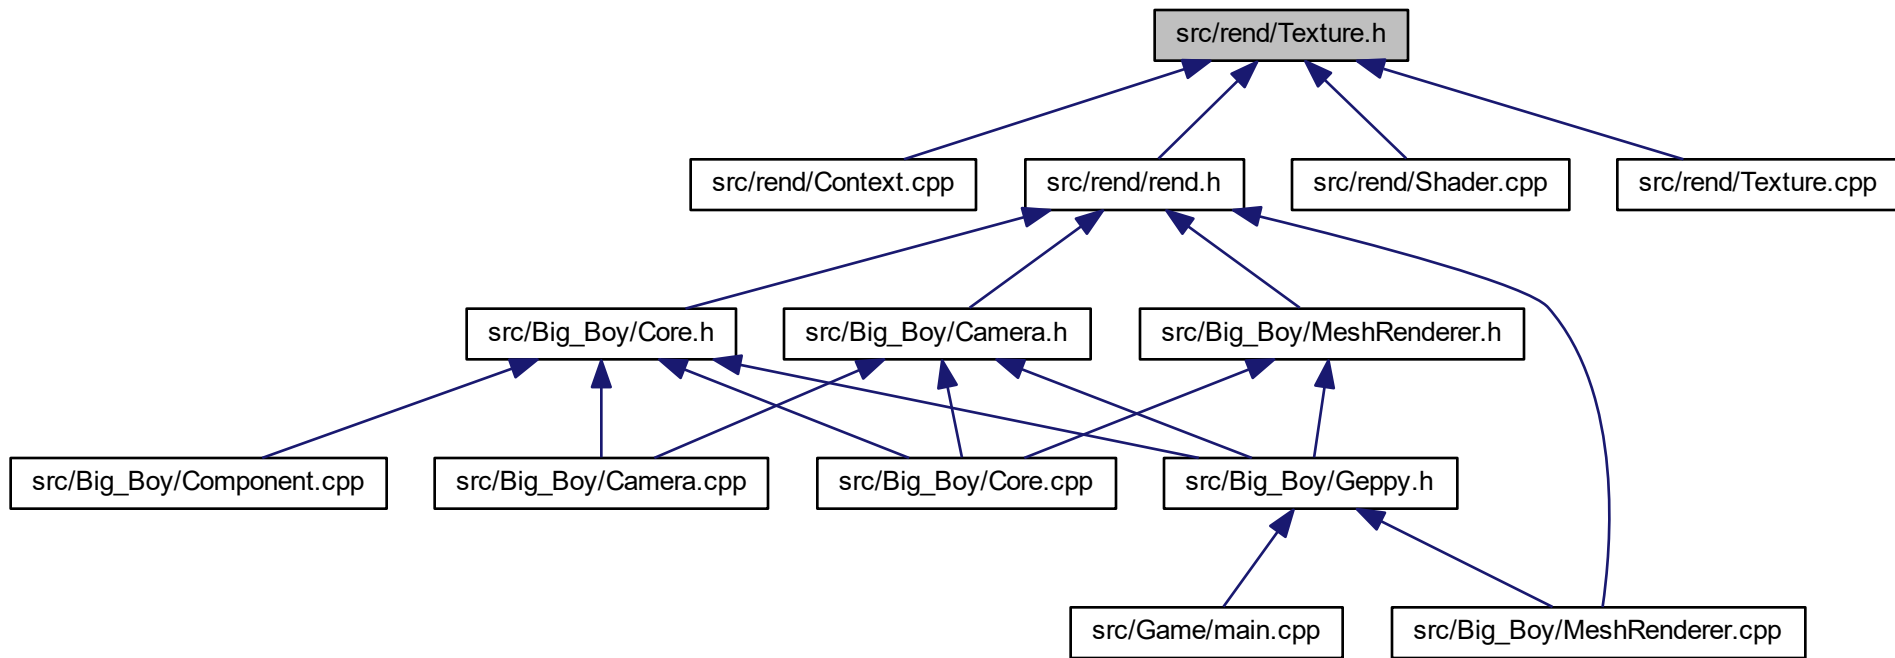 src/rend/Texture.h
src/rend/Context.cpp
src/rend/rend.h
src/rend/Shader.cpp
src/rend/Texture.cpp
src/Big_Boy/Core.h
src/Big_Boy/Camera.h
src/Big_Boy/MeshRenderer.h
src/Big_Boy/Component.cpp
src/Big_Boy/Camera.cpp
src/Big_Boy/Core.cpp
src/Big_Boy/Geppy.h
src/Game/main.cpp
src/Big_Boy/MeshRenderer.cpp